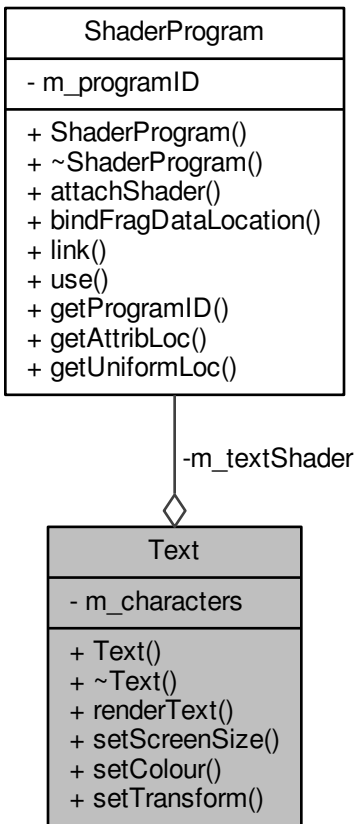 ShaderProgram
- m_programID
+ ShaderProgram()
+ ~ShaderProgram()
+ attachShader()
+ bindFragDataLocation()
+ link()
+ use()
+ getProgramID()
+ getAttribLoc()
+ getUniformLoc()
-m_textShader
Text
- m_characters
+ Text()
+ ~Text()
+ renderText()
+ setScreenSize()
+ setColour()
+ setTransform()